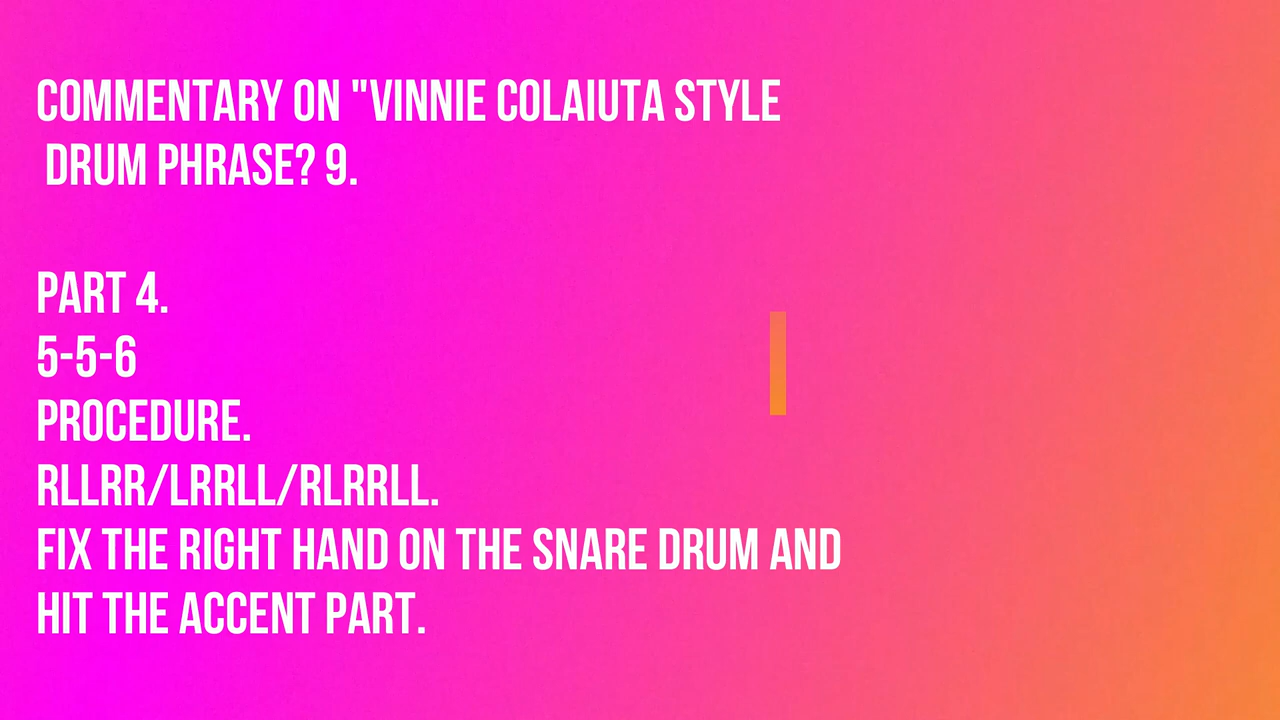 COMMENTARY ON "VINNIE COLAIUTA STYLE
DRUM PHRASE? 9.
PART 4.
5-5-6
PROCEDURE.
RLLRR/LRRLL/RLRRLL.
FIX THE RIGHT HAND ON THE SNARE DRUM AND
HIT THE ACCENT PART.